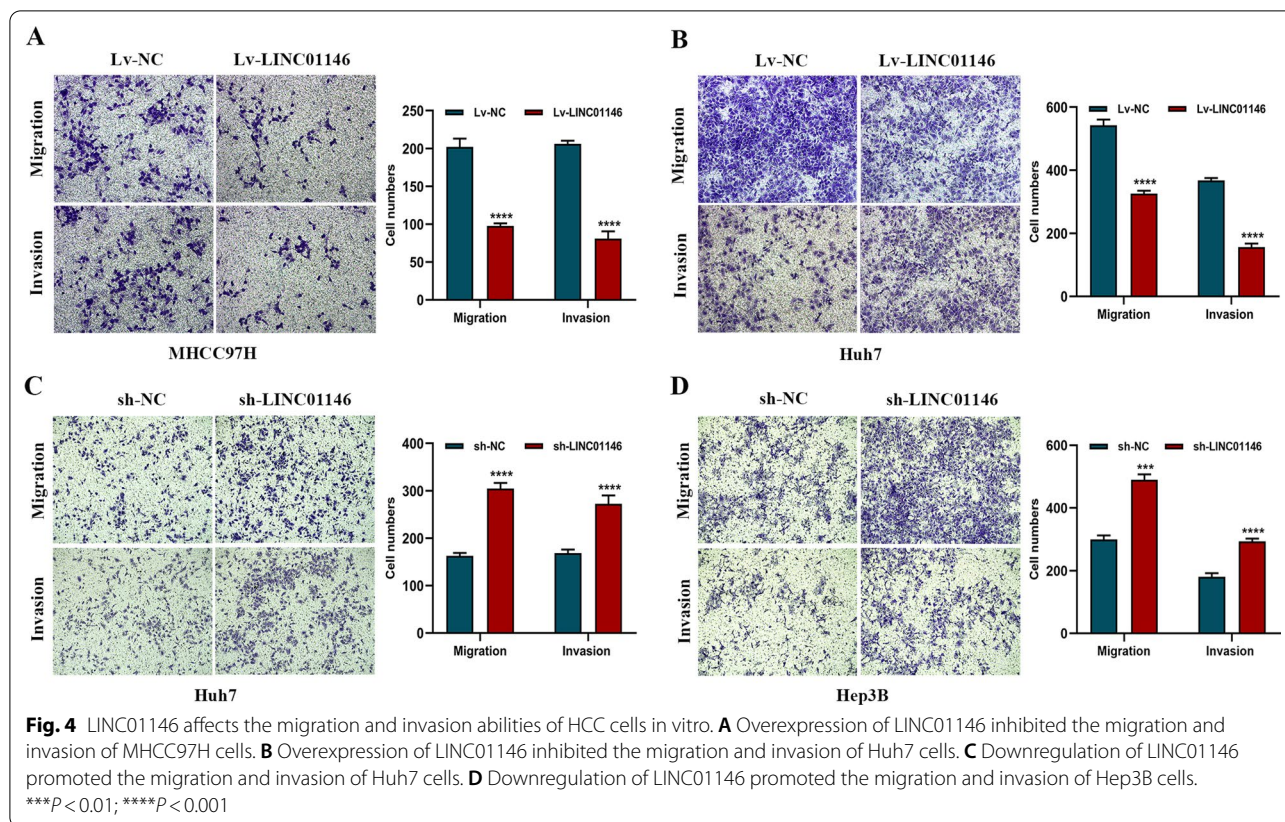 A
Lv-NC Lv-LINC01146
Migration
Invasion
MHCC97H
Lv-NC Lv-LINC01146
Cell numbers
250
200
150
100
50
0
****
****
Migration Invasion
B
Lv-NC Lv-LINC01146
Migration
Invasion
Huh7
Lv-NC Lv-LINC01146
Cell numbers
600
400
200
0
****
****
Migration Invasion
C
sh-NC sh-LINC01146
Migration
Invasion
Huh7
sh-NC sh-LINC01146
Cell numbers
400
300
200
100
0
****
****
Migration Invasion
D
sh-NC sh-LINC01146
Migration
Invasion
Hep3B
sh-NC sh-LINC01146
Cell numbers
600
400
200
0
***
****
Migration Invasion
Fig. 4 LINC01146 affects the migration and invasion abilities of HCC cells in vitro. A Overexpression of LINC01146 inhibited the migration and
invasion of MHCC97H cells. B Overexpression of LINC01146 inhibited the migration and invasion of Huh7 cells. C Downregulation of LINC01146
promoted the migration and invasion of Huh7 cells. D Downregulation of LINC01146 promoted the migration and invasion of Hep3B cells.
***P < 0.01; ****P < 0.001